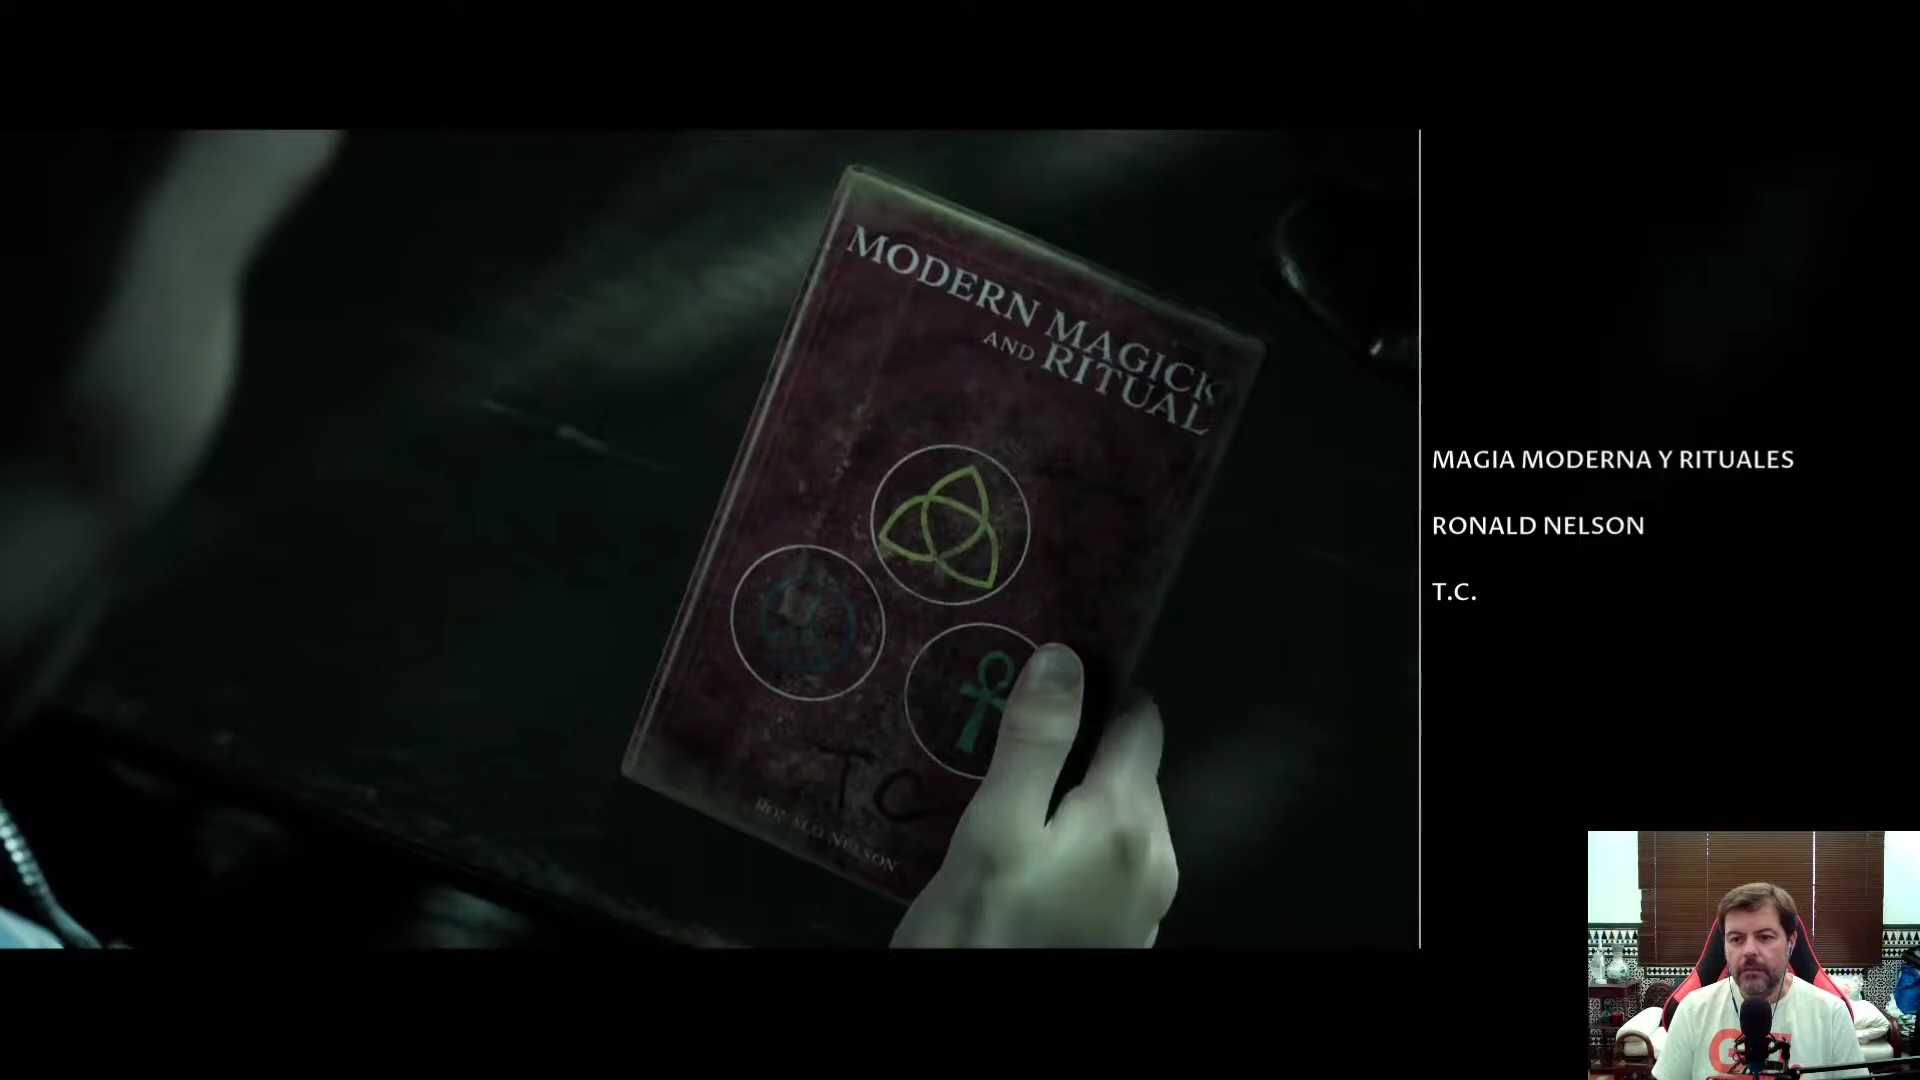 MODERN MAGICK
AND RITUAL
TC
RONALD NELSON
MAGIA MODERNA Y RITUALES
RONALD NELSON
T.C.